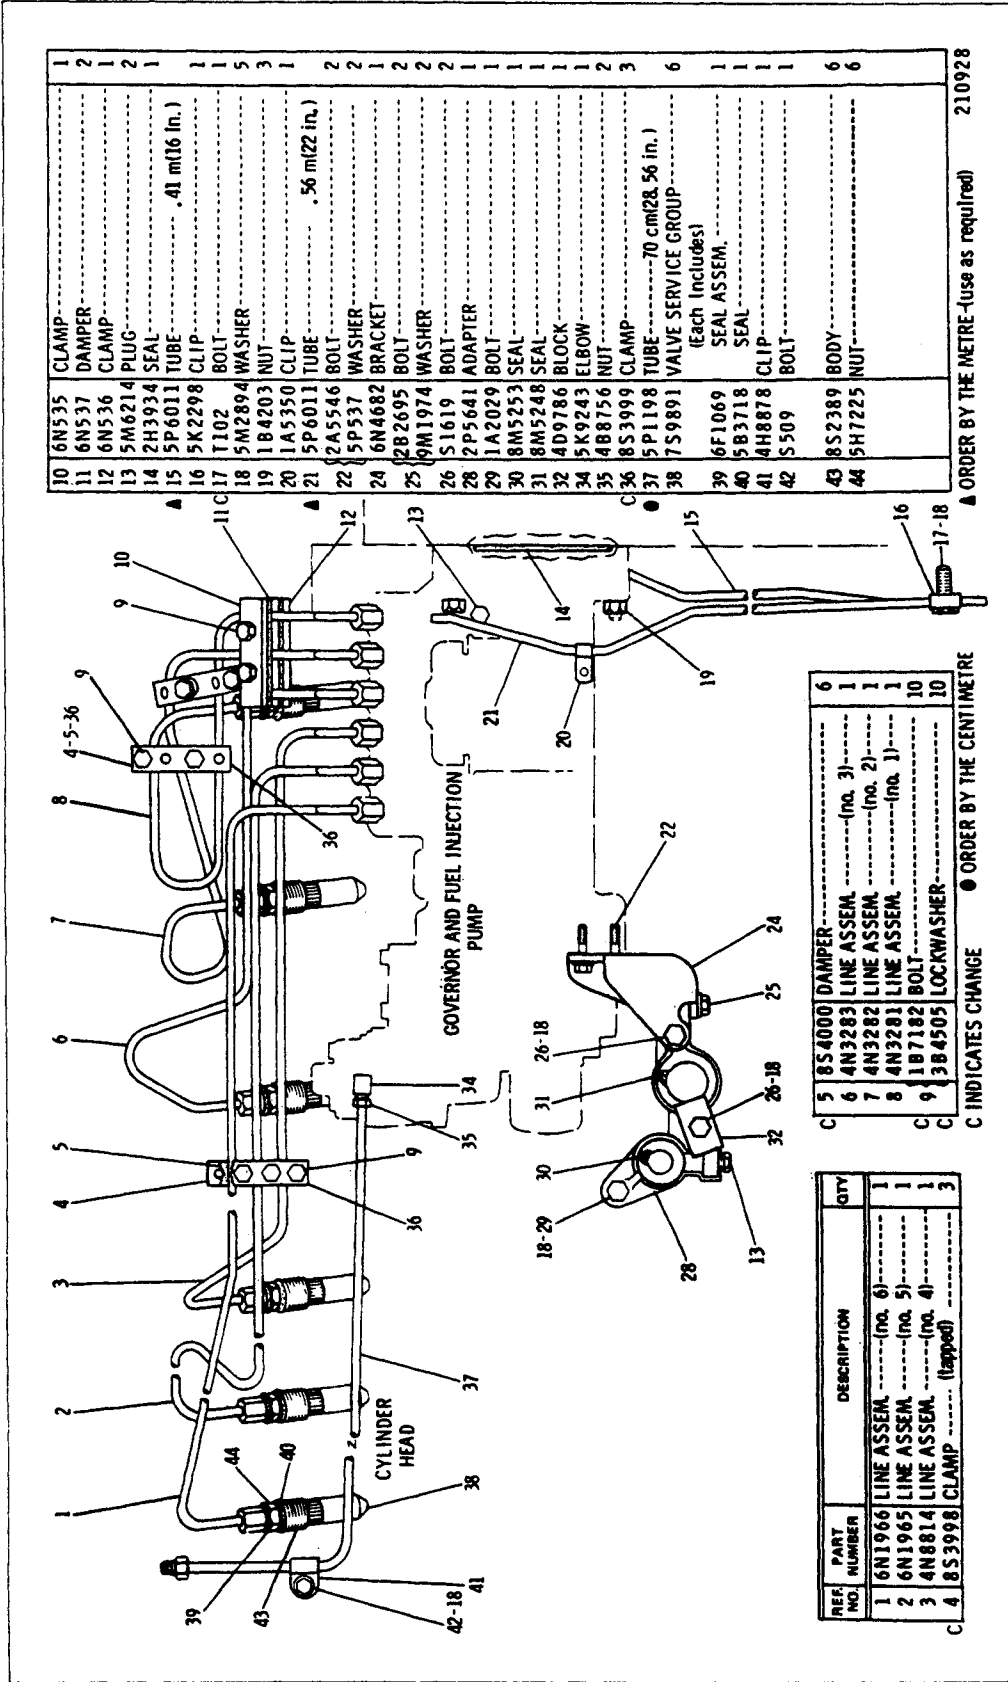 REF. NO. PART NUMBER DESCRIPTION QTY
1 6N1966 LINE ASSEM. -------(no. 6)------- 1
2 6N1965 LINE ASSEM. -------(no. 5)------- 1
3 4N8814 LINE ASSEM. -------(no. 4)------- 1
C 4 8S3998 CLAMP ------- (tapped) ---------- 3
C 5 8S4000 DAMPER-------------------- 6
6 4N3283 LINE ASSEM. --------(no. 3)------ 1
7 4N3282 LINE ASSEM. --------(no. 2)------ 1
8 4N3281 LINE ASSEM. --------(no. 1)------ 1
C 9 1B7182 BOLT---------------------- 10
C 3B4505 LOCKWASHER---------------- 10
C INDICATES CHANGE ● ORDER BY THE CENTIMETRE
10 6N535 CLAMP---------------------- 1
11 6N537 DAMPER--------------------- 2
12 6N536 CLAMP---------------------- 1
13 5M6214 PLUG----------------------- 2
14 2H3934 SEAL----------------------- 1
▲ 15 5P6011 TUBE--------- .41 m(16 in.)
16 5K2298 CLIP----------------------- 1
C 17 T102 BOLT----------------------- 1
18 5M2894 WASHER--------------------- 5
19 1B4203 NUT------------------------ 3
20 1A5350 CLIP----------------------- 1
▲ 21 5P6011 TUBE --------- .56 m(22 in.)
22 2A5546 BOLT----------------------- 2
5P537 WASHER--------------------- 2
24 6N4682 BRACKET-------------------- 1
25 2B2695 BOLT----------------------- 2
9M1974 WASHER--------------------- 2
26 S1619 BOLT----------------------- 2
28 2P5641 ADAPTER-------------------- 1
29 1A2029 BOLT----------------------- 1
30 8M5253 SEAL----------------------- 1
31 8M5248 SEAL----------------------- 1
32 4D9786 BLOCK---------------------- 1
34 5K9243 ELBOW---------------------- 1
35 4B8756 NUT------------------------ 2
C 36 8S3999 CLAMP---------------------- 3
● 37 5P1198 TUBE---------70 cm(28.56 in.)
38 7S9891 VALVE SERVICE GROUP-------- 6
(Each Includes)
39 6F1069 SEAL ASSEM.---------------- 1
40 5B3718 SEAL----------------------- 1
41 4H8878 CLIP----------------------- 1
42 S509 BOLT----------------------- 1
43 8S2389 BODY----------------------- 6
44 5H7225 NUT------------------------ 6
▲ ORDER BY THE METRE-(use as required)
210928
1
2
3
4
5
6
7
8
4-5-36
9
9
10
11
12
13
14
15
16
17-18
19
20
21
36
GOVERNOR AND FUEL INJECTION
PUMP
22
24
25
26-18
31
26-18
32
30
18-29
28
13
34
35
9
36
37
CYLINDER
HEAD
44
40
38
39
43
41
42-18